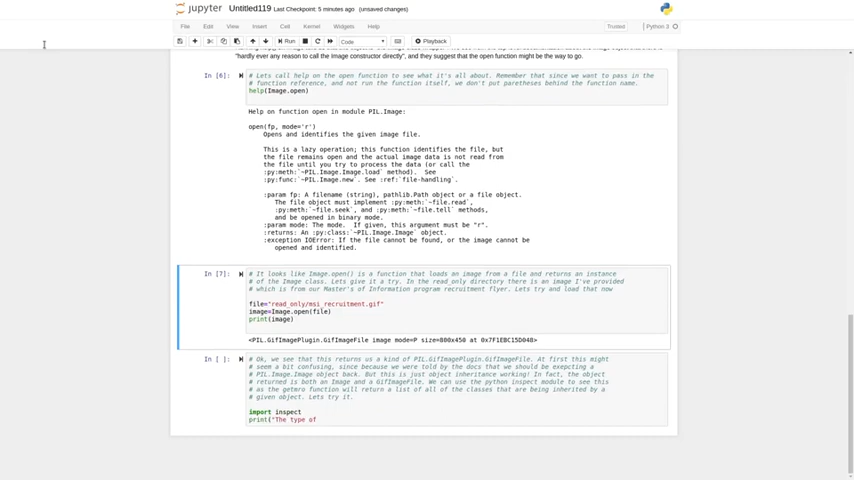 jupyter Untitled119 Last Checkpoint: 5 minutes ago (unsaved changes)
File Edit View Insert Cell Kernel Widgets Help Trusted Python 3
Run Code Playback
"hardly ever any reason to call the Image constructor directly", and they suggest that the open function might be the way to go.
In [6]: # Lets call help on the open function to see what it's all about. Remember that since we want to pass in the
# function reference, and not run the function itself, we don't put paretheses behind the function name.
help(Image.open)
Help on function open in module PIL.Image:
open(fp, mode='r')
Opens and identifies the given image file.
This is a lazy operation; this function identifies the file, but
the file remains open and the actual image data is not read from
the file until you try to process the data (or call the
:py:meth:`~PIL.Image.Image.load` method). See
:py:func:`~PIL.Image.new`. See :ref:`file-handling`.
:param fp: A filename (string), pathlib.Path object or a file object.
The file object must implement :py:meth:`~file.read`,
:py:meth:`~file.seek`, and :py:meth:`~file.tell` methods,
and be opened in binary mode.
:param mode: The mode. If given, this argument must be "r".
:returns: An :py:class:`~PIL.Image.Image` object.
:exception IOError: If the file cannot be found, or the image cannot be
opened and identified.
In [7]: # It looks like Image.open() is a function that loads an image from a file and returns an instance
# of the Image class. Lets give it a try. In the read_only directory there is an image I've provided
# which is from our Master's of Information program recruitment flyer. Lets try and load that now
file="read_only/msi_recruitment.gif"
image=Image.open(file)
print(image)
<PIL.GifImagePlugin.GifImageFile image mode=P size=800x450 at 0x7F1EBC15D048>
In [ ]: # Ok, we see that this returns us a kind of PIL.GifImagePlugin.GifImageFile. At first this might
# seem a bit confusing, since because we were told by the docs that we should be exepcting a
# PIL.Image.Image object back. But this is just object inheritance working! In fact, the object
# returned is both an Image and a GifImageFile. We can use the python inspect module to see this
# as the getmro function will return a list of all of the classes that are being inherited by a
# given object. Lets try it.
import inspect
print("The type of